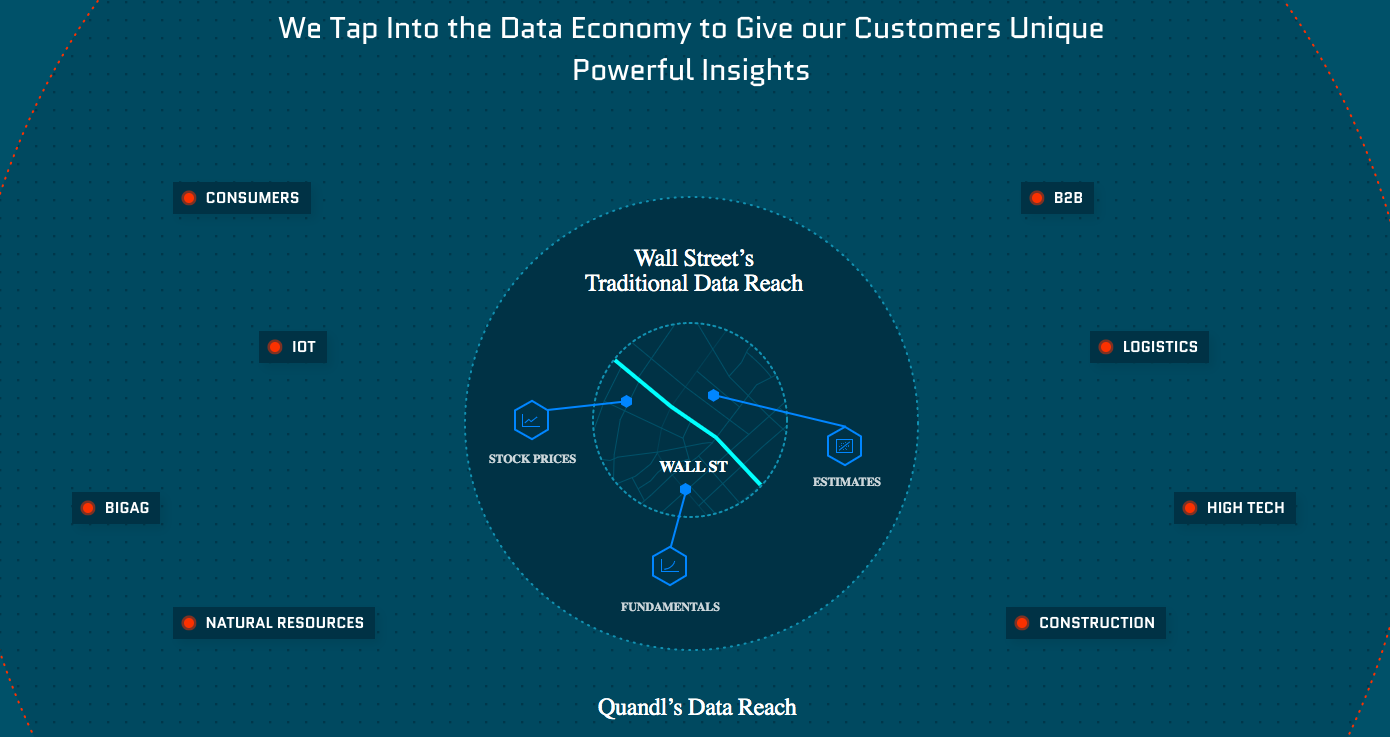 We Tap Into the Data Economy to Give our Customers Unique
Powerful Insights
CONSUMERS
B2B
Wall Street’s
Traditional Data Reach
IOT
LOGISTICS
STOCK PRICES
WALL ST
ESTIMATES
BIGAG
HIGH TECH
FUNDAMENTALS
NATURAL RESOURCES
CONSTRUCTION
Quandl’s Data Reach